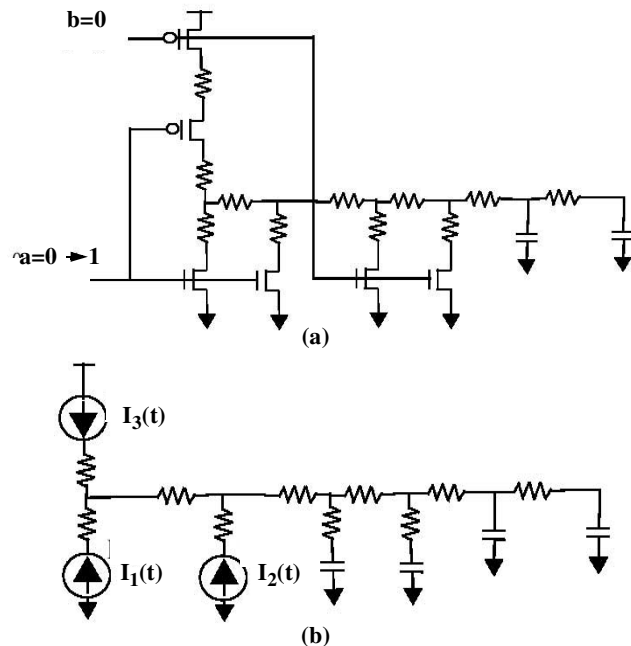 b=0
~a=0 → 1
(a)
I3(t)
I1(t)
I2(t)
(b)